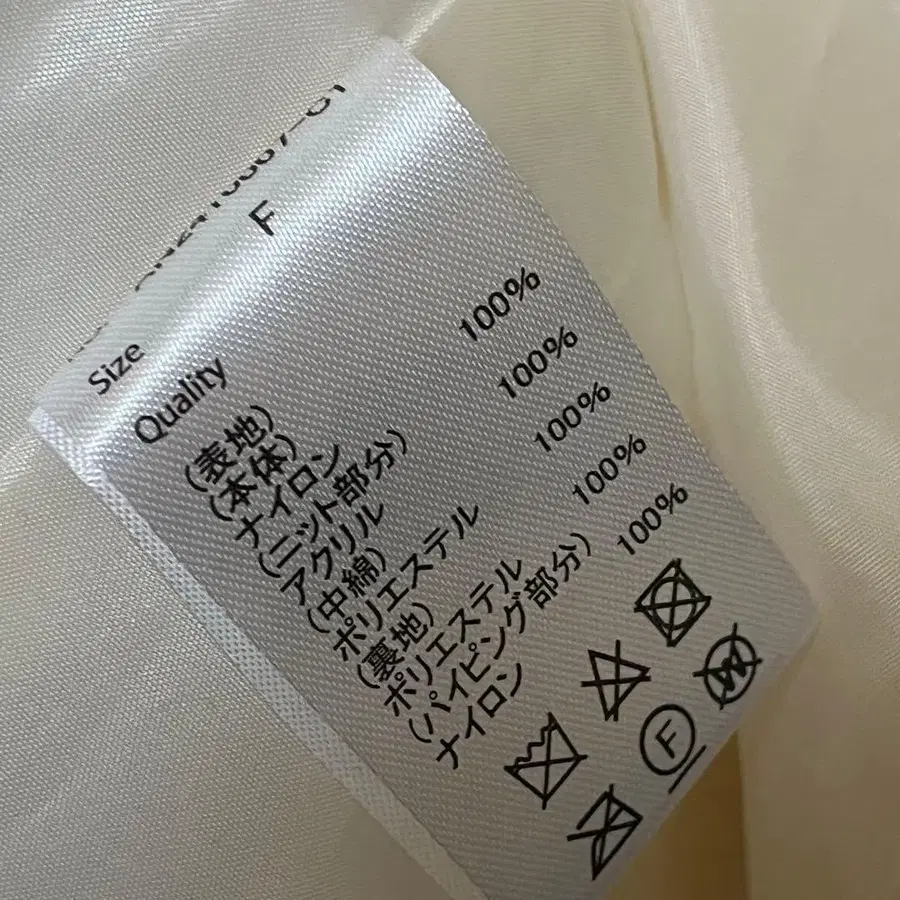 Size F
Quality
(表地)
(本体)
ナイロン 100%
(ニット部分)
アクリル 100%
(中綿)
ポリエステル 100%
(裏地)
ポリエステル 100%
(パイピング部分)
ナイロン 100%
F W